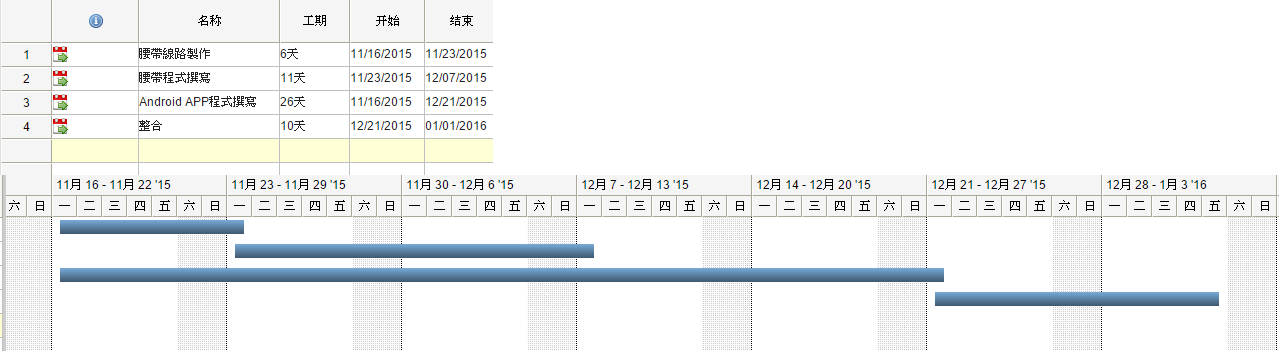 名称 工期 开始 结束
1 腰帶線路製作 6天 11/16/2015 11/23/2015
2 腰帶程式撰寫 11天 11/23/2015 12/07/2015
3 Android APP程式撰寫 26天 11/16/2015 12/21/2015
4 整合 10天 12/21/2015 01/01/2016
11月 16 - 11月 22 '15 11月 23 - 11月 29 '15 11月 30 - 12月 6 '15 12月 7 - 12月 13 '15 12月 14 - 12月 20 '15 12月 21 - 12月 27 '15 12月 28 - 1月 3 '16
六 日 一 二 三 四 五 六 日 一 二 三 四 五 六 日 一 二 三 四 五 六 日 一 二 三 四 五 六 日 一 二 三 四 五 六 日 一 二 三 四 五 六 日 一 二 三 四 五 六 日